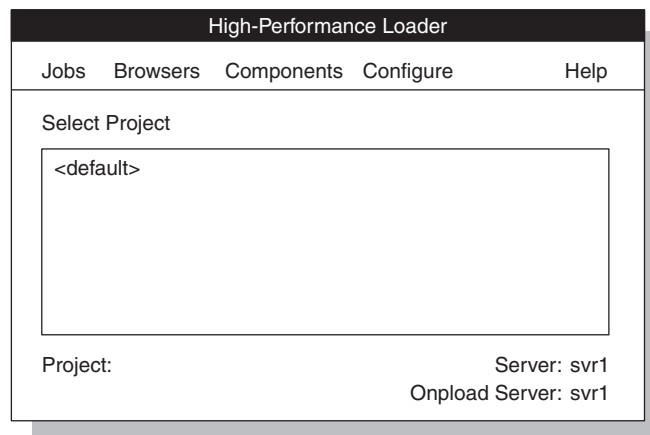 High-Performance Loader
Jobs Browsers Components Configure Help
Select Project
<default>
Project: Server: svr1
Onpload Server: svr1